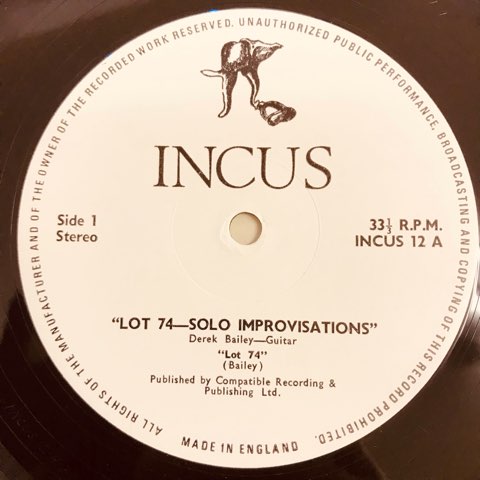 ALL RIGHTS OF THE MANUFACTURER AND OF THE OWNER OF THE RECORDED WORK RESERVED. UNAUTHORIZED PUBLIC PERFORMANCE, BROADCASTING AND COPYING OF THIS RECORD PROHIBITED.
INCUS
Side 1
Stereo
33⅓ R.P.M.
INCUS 12 A
“LOT 74—SOLO IMPROVISATIONS”
Derek Bailey—Guitar
“Lot 74”
(Bailey)
Published by Compatible Recording &
Publishing Ltd.
MADE IN ENGLAND